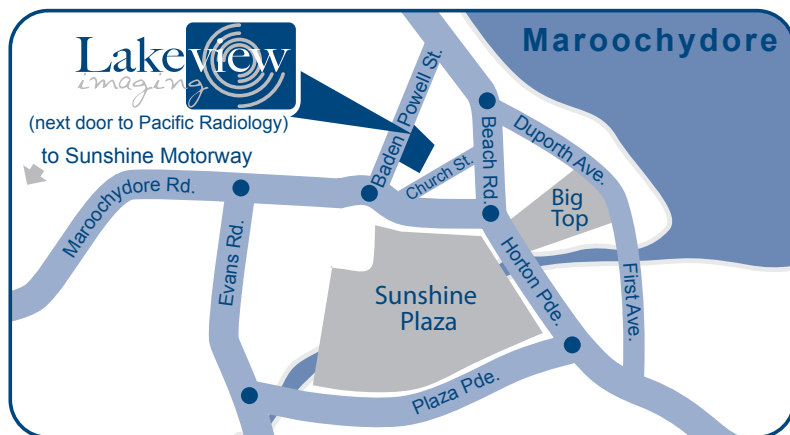 Maroochydore
Lakeview
imaging
(next door to Pacific Radiology)
to Sunshine Motorway
Baden Powell St.
Church St.
Beach Rd.
Duporth Ave.
Maroochydore Rd.
Evans Rd.
Big
Top
Horton Pde.
First Ave.
Sunshine
Plaza
Plaza Pde.